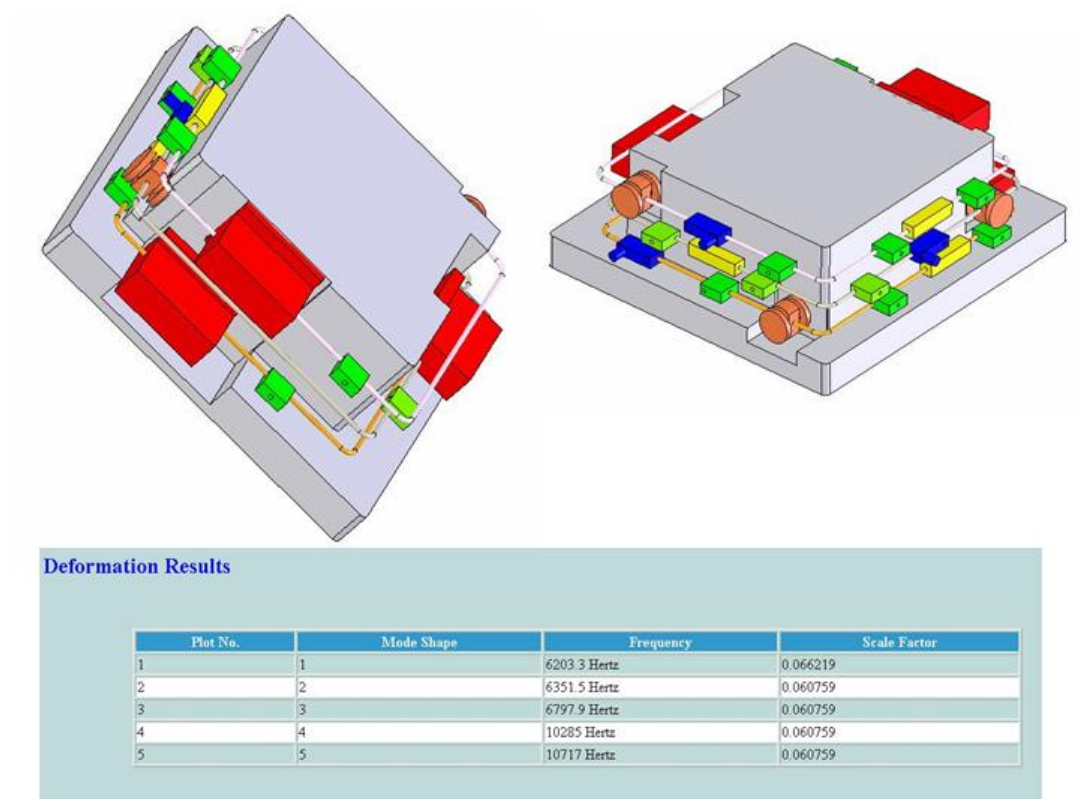 Deformation Results
Plot No. Mode Shape Frequency Scale Factor
1 1 6203.3 Hertz 0.066219
2 2 6351.5 Hertz 0.060759
3 3 6797.9 Hertz 0.060759
4 4 10285 Hertz 0.060759
5 5 10717 Hertz 0.060759